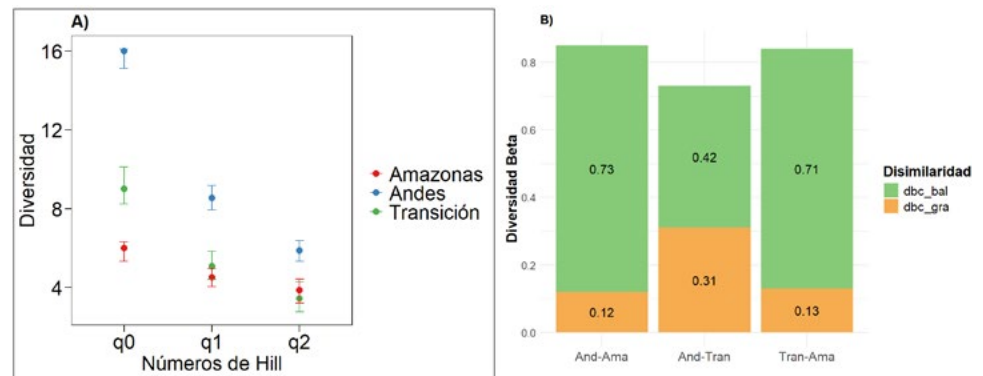 A)
Diversidad
16
12
8
4
q0 q1 q2
Números de Hill
Amazonas
Andes
Transición
B)
Diversidad Beta
0.8
0.6
0.4
0.2
0.0
0.73 0.42 0.71
0.12 0.31 0.13
And-Ama And-Tran Tran-Ama
Disimilaridad
dbc_bal
dbc_gra